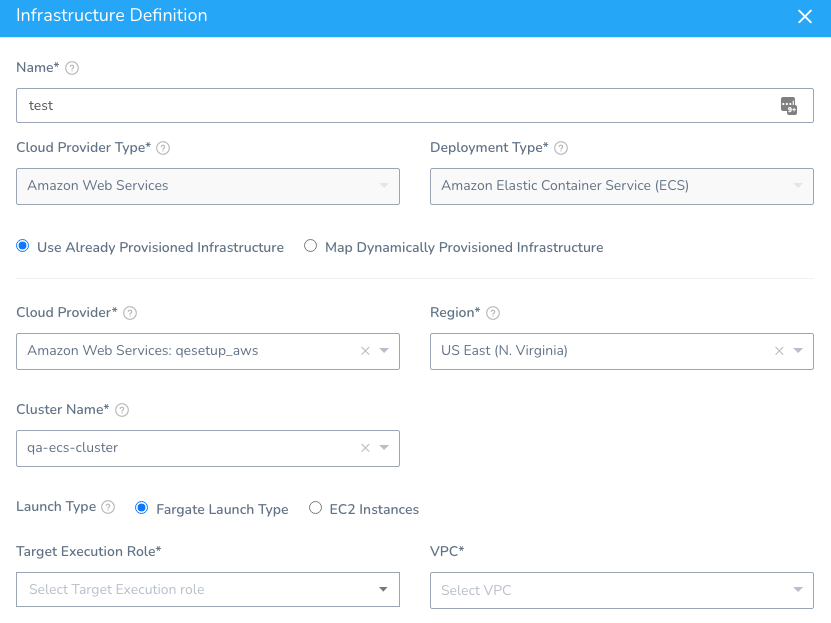 Infrastructure Definition
Name*
test
9+
Cloud Provider Type*
Deployment Type*
Amazon Web Services
Amazon Elastic Container Service (ECS)
Use Already Provisioned Infrastructure
Map Dynamically Provisioned Infrastructure
Cloud Provider*
Region*
Amazon Web Services: qesetup_aws
US East (N. Virginia)
Cluster Name*
qa-ecs-cluster
Launch Type
Fargate Launch Type
EC2 Instances
Target Execution Role*
VPC*
Select Target Execution role
Select VPC